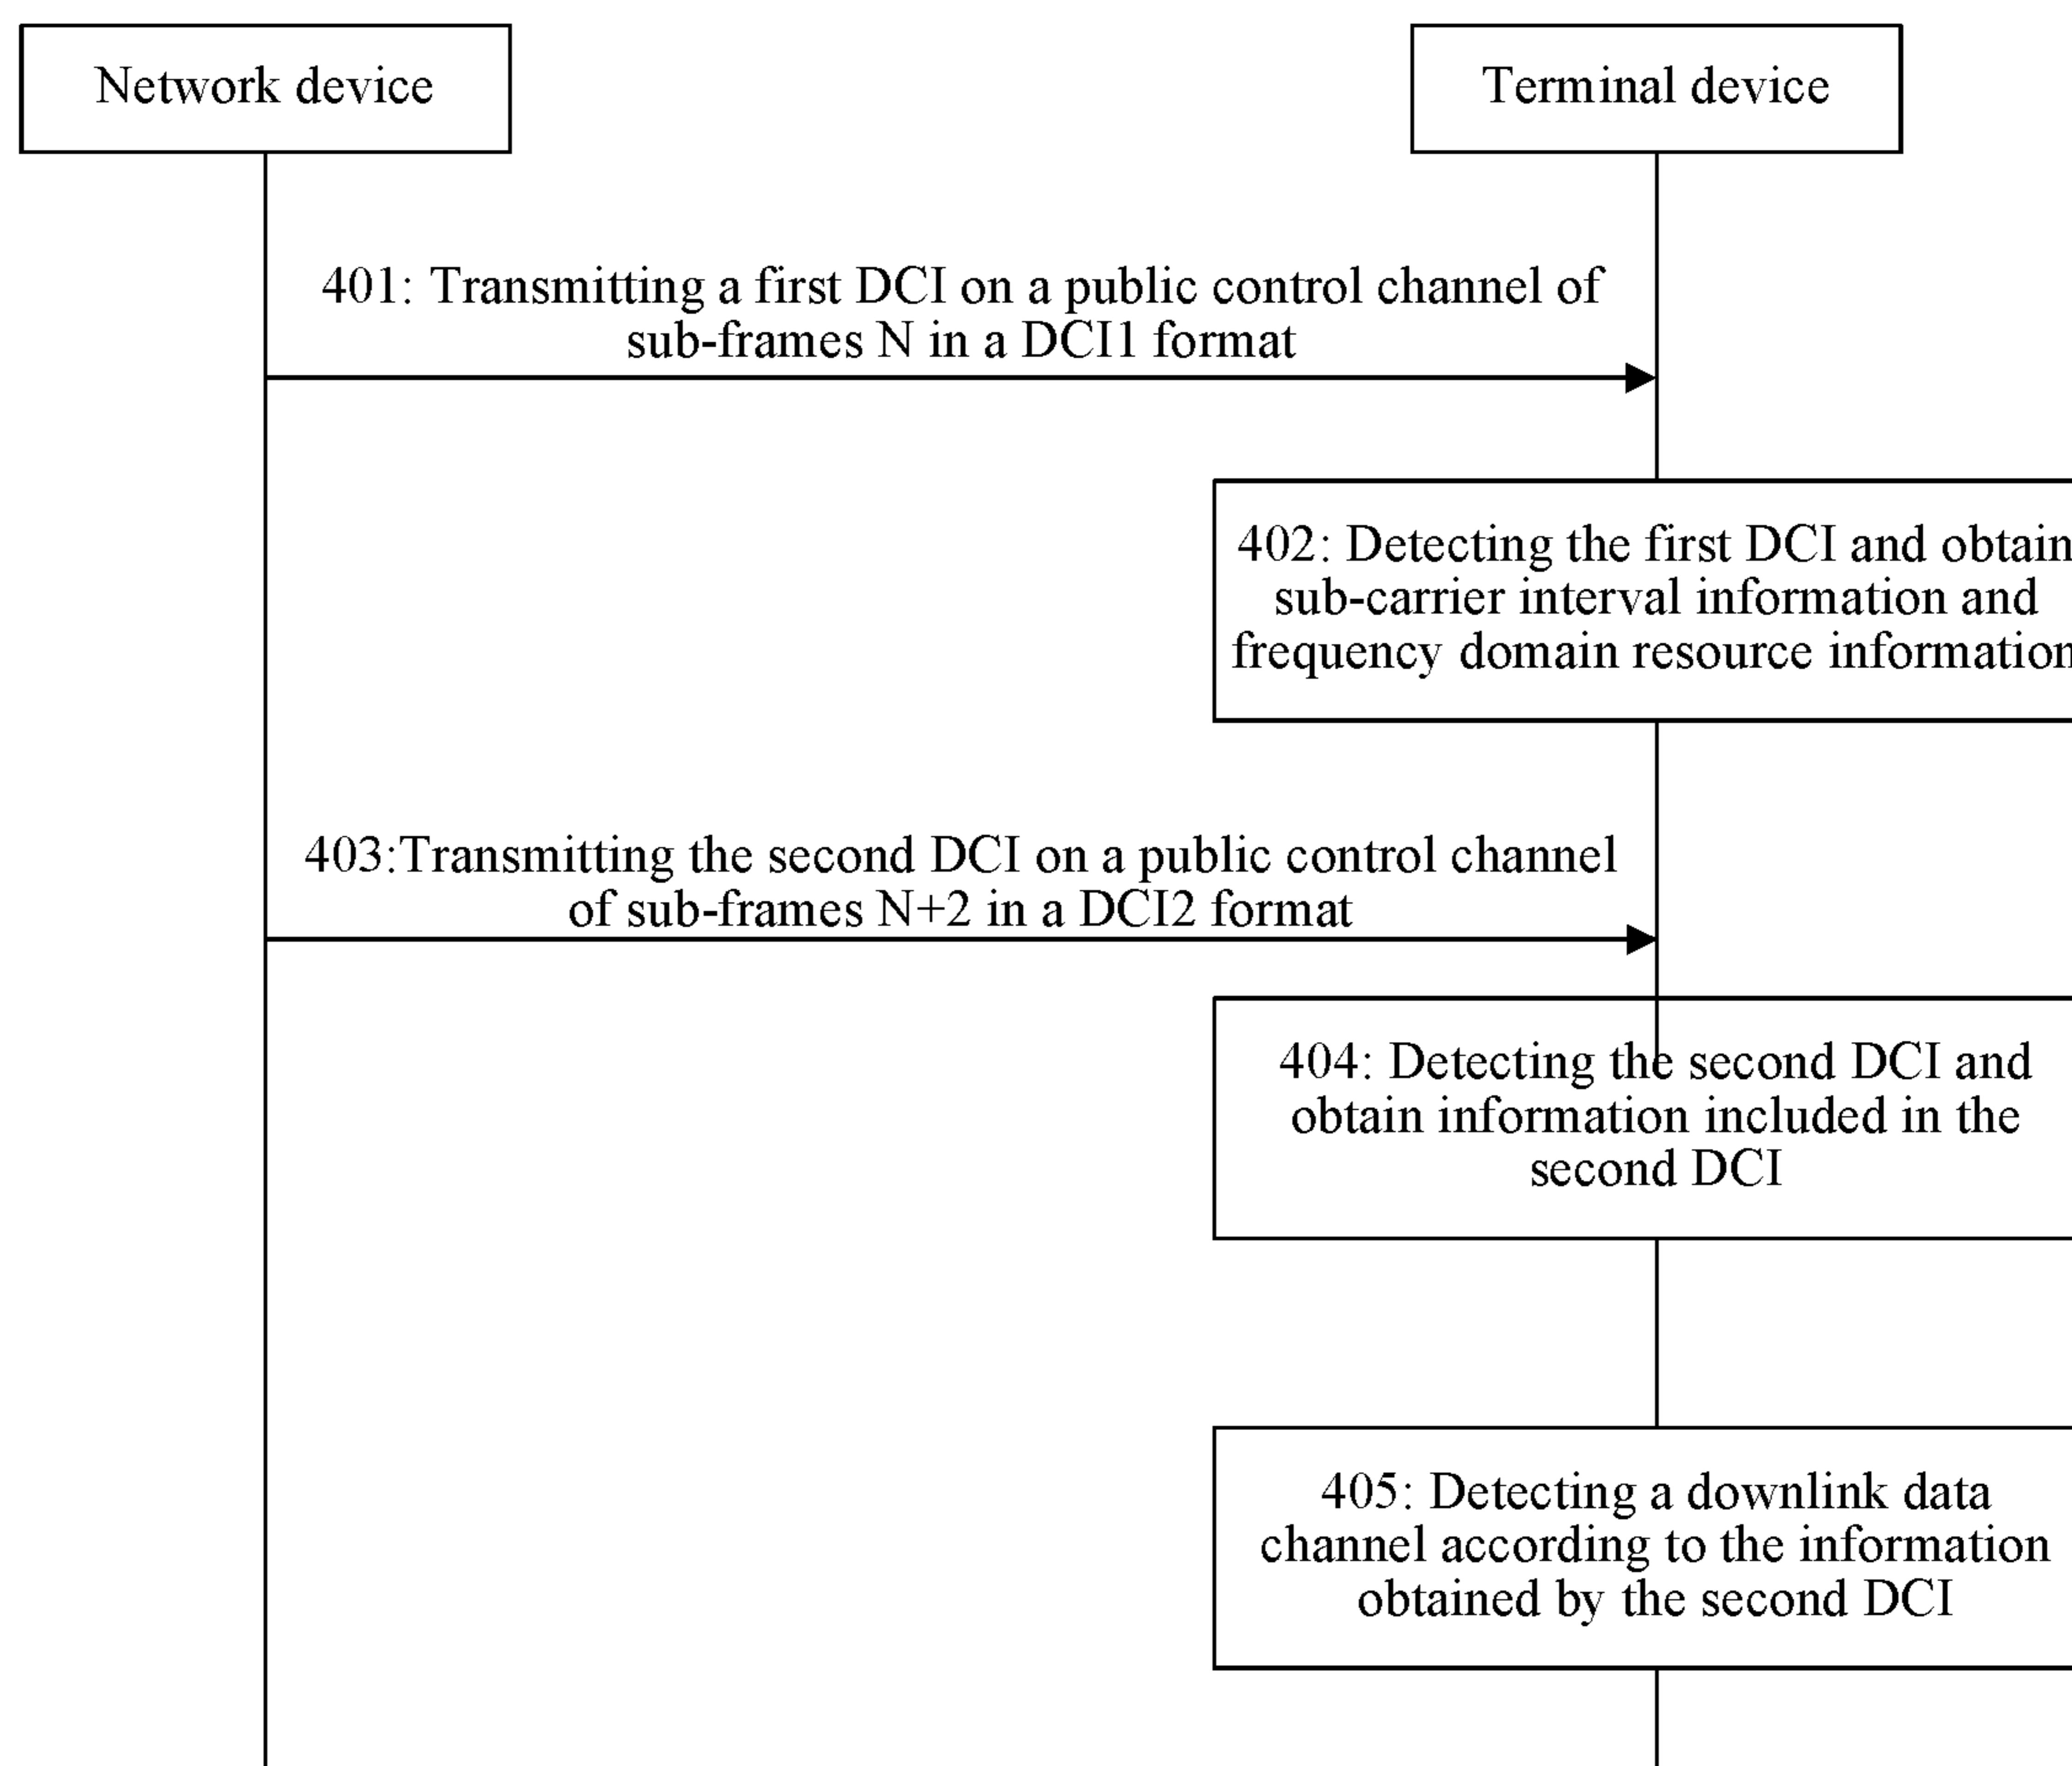 Network device
Terminal device
401: Transmitting a first DCI on a public control channel of
sub-frames N in a DCI1 format
402: Detecting the first DCI and obtain
sub-carrier interval information and
frequency domain resource information
403:Transmitting the second DCI on a public control channel
of sub-frames N+2 in a DCI2 format
404: Detecting the second DCI and
obtain information included in the
second DCI
405: Detecting a downlink data
channel according to the information
obtained by the second DCI